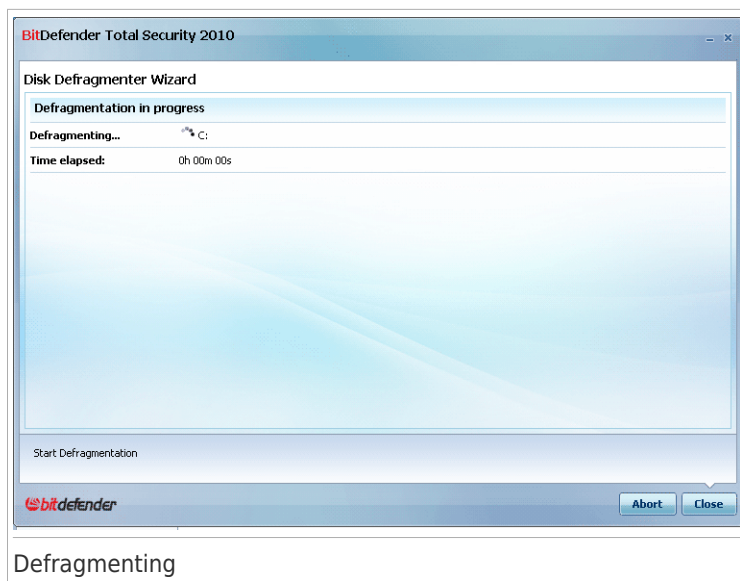 BitDefender Total Security 2010
Disk Defragmenter Wizard
Defragmentation in progress
Defragmenting... C:
Time elapsed: 0h 00m 00s
Start Defragmentation
bitdefender
Abort Close
Defragmenting